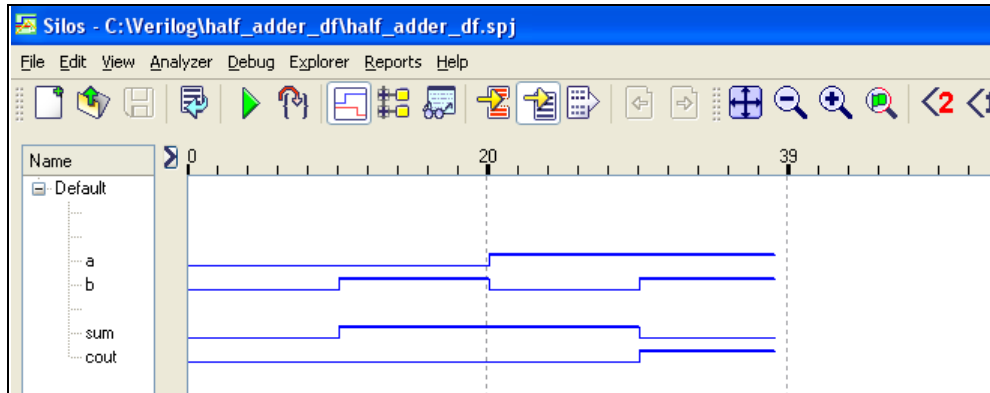 Silos - C:\Verilog\half_adder_df\half_adder_df.spj
File Edit View Analyzer Debug Explorer Reports Help
2
Name
0 20 39
Default
a
b
sum
cout